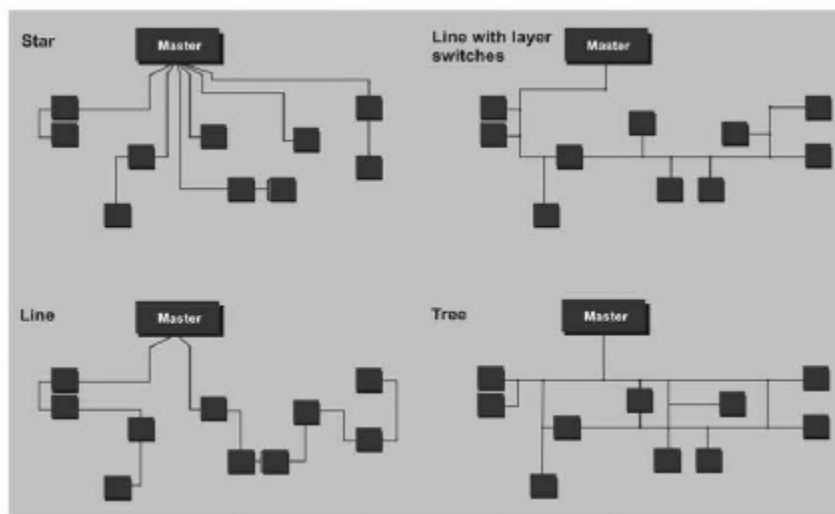 Star
Master
Line with layer
switches
Master
Line
Master
Tree
Master